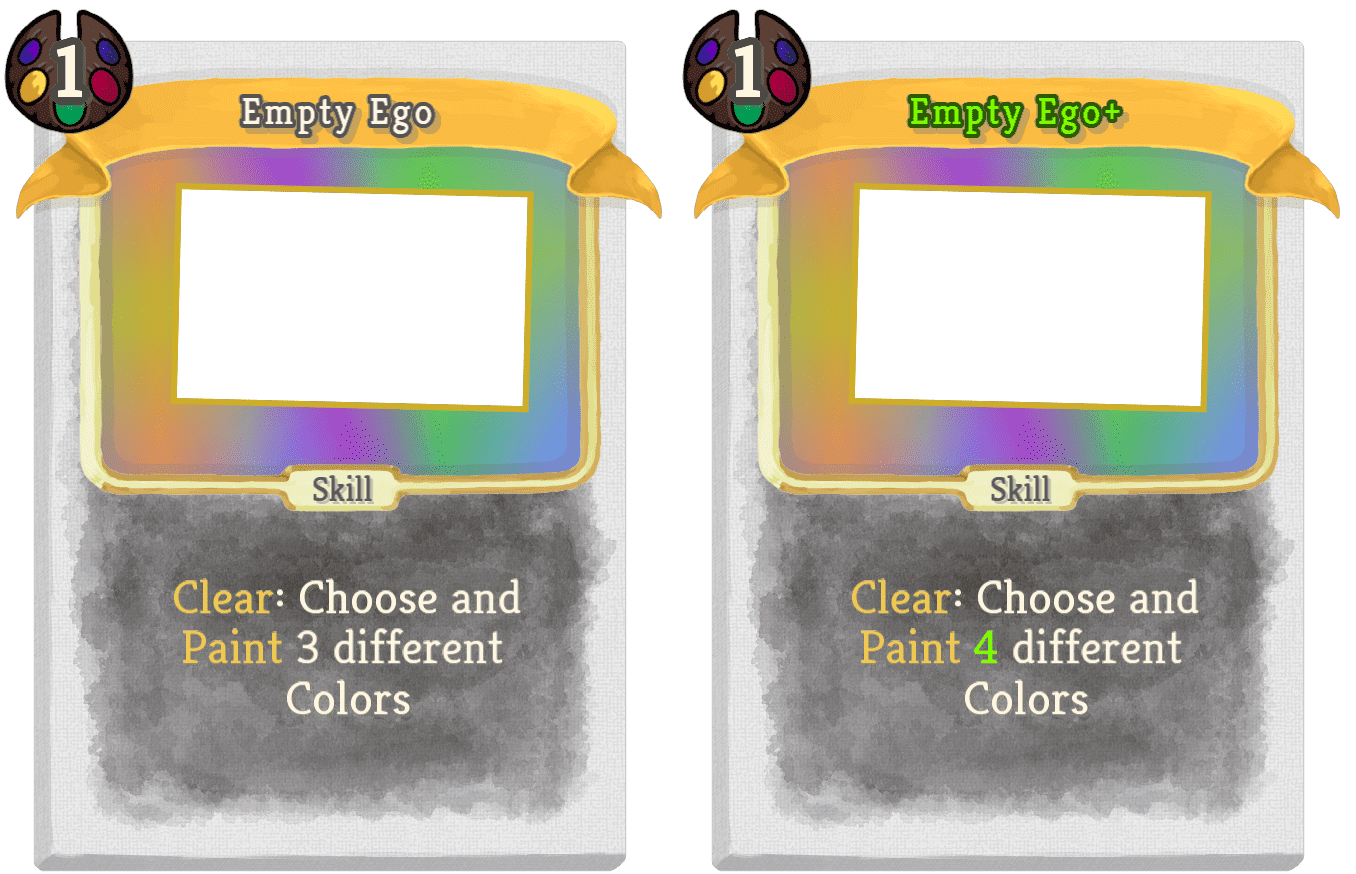 1
Empty Ego
Skill
Clear: Choose and
Paint 3 different
Colors
1
Empty Ego+
Skill
Clear: Choose and
Paint 4 different
Colors